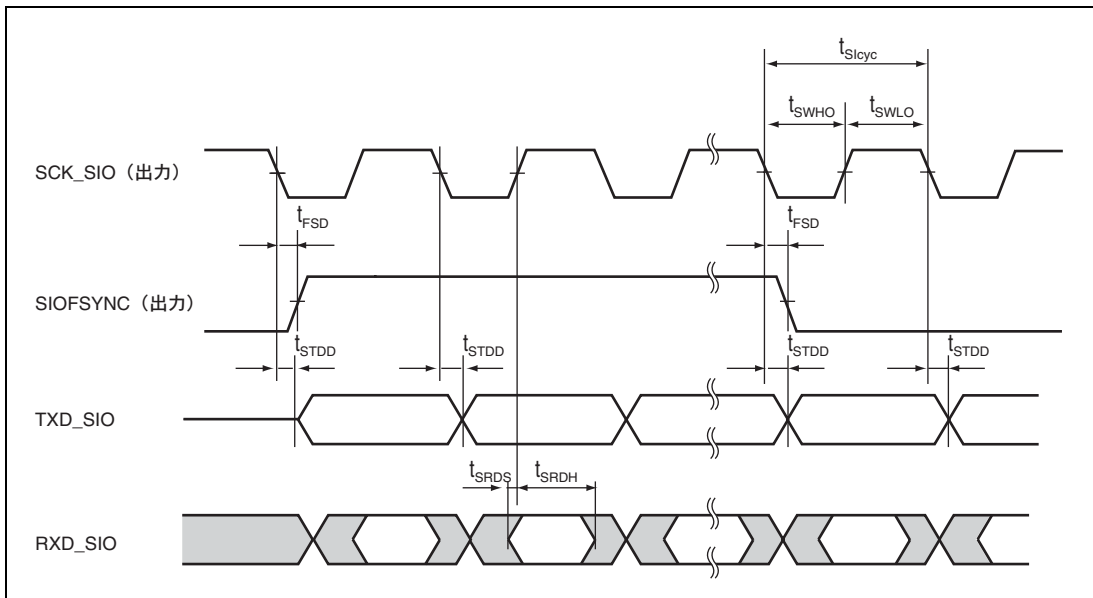 tSIcyc
tSWHO tSWLO
SCK_SIO（出力）
tFSD tFSD
SIOFSYNC（出力）
tSTDD tSTDD tSTDD tSTDD
TXD_SIO
tSRDS tSRDH
RXD_SIO